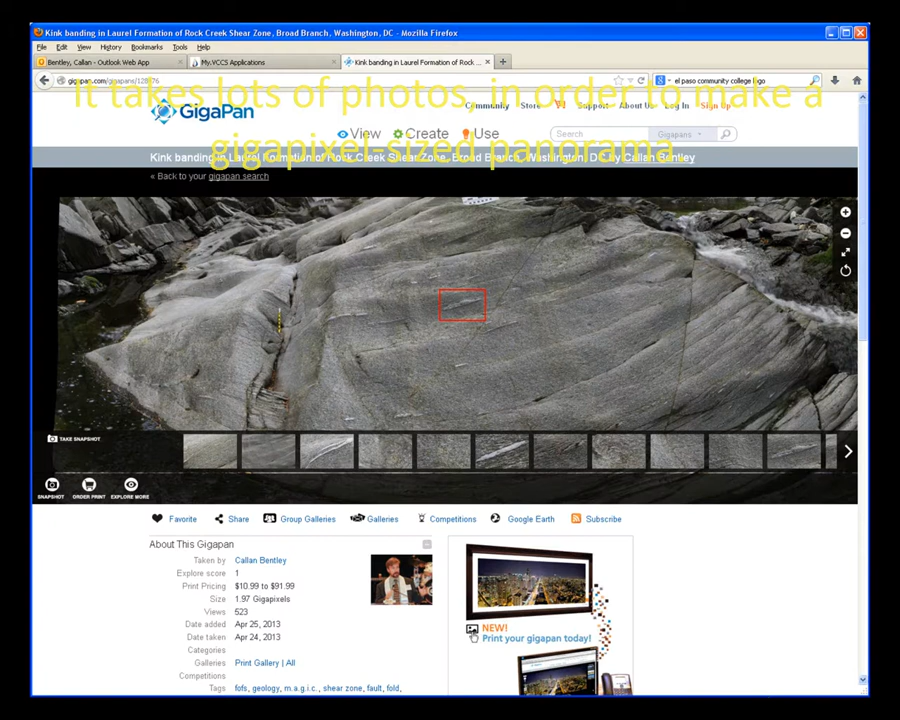 Kink banding in Laurel Formation of Rock Creek Shear Zone, Broad Branch, Washington, DC - Mozilla Firefox
File Edit View History Bookmarks Tools Help
Bentley, Callan - Outlook Web App
My.VCCS Applications
Kink banding in Laurel Formation of Rock ...
gigapan.com/gigapans/
el paso community college
It takes lots of photos, in order to make a
gigapixel-sized panorama
GigaPan
Community Store Support About Us Log In Sign Up
View Create Use
Search Gigapans
Kink banding in Laurel Formation of Rock Creek Shear Zone, Broad Branch, Washington, DC by Callan Bentley
« Back to your gigapan search
TAKE SNAPSHOT
SNAPSHOT ORDER PRINT EXPLORE MORE
Favorite Share Group Galleries Galleries Competitions Google Earth Subscribe
About This Gigapan
Taken by Callan Bentley
Explore score 1
Print Pricing $10.99 to $91.99
Size 1.97 Gigapixels
Views 523
Date added Apr 25, 2013
Date taken Apr 24, 2013
Categories
Galleries Print Gallery | All
Competitions
Tags fofs, geology, m.a.g.i.c., shear zone, fault, fold,
NEW!
Print your gigapan today!